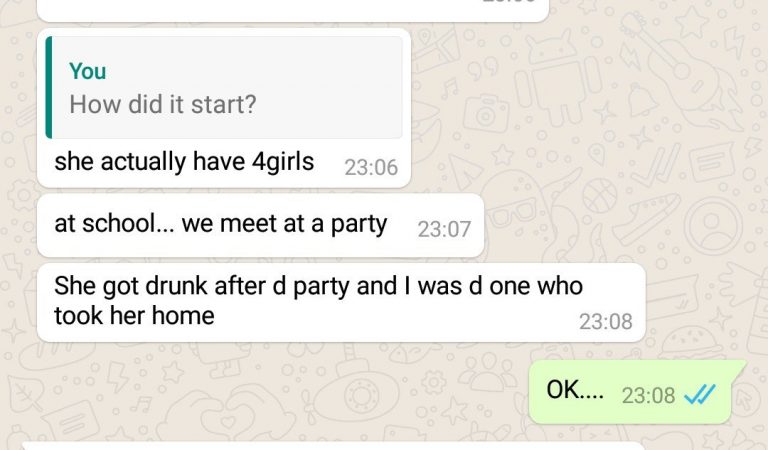 You
How did it start?
she actually have 4girls
23:06
at school... we meet at a party
23:07
She got drunk after d party and I was d one who
took her home
23:08
OK....
23:08